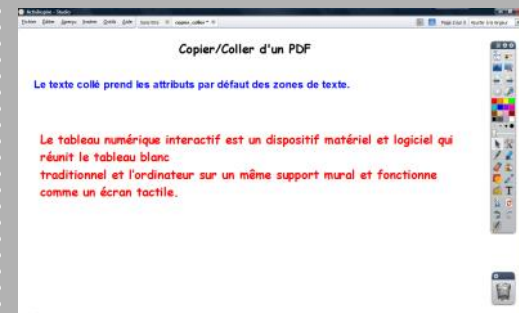 ActivInspire - Studio
Copier/Coller d'un PDF
Le texte collé prend les attributs par défaut des zones de texte.
Le tableau numérique interactif est un dispositif matériel et logiciel qui
réunit le tableau blanc
traditionnel et l'ordinateur sur un même support mural et fonctionne
comme un écran tactile.